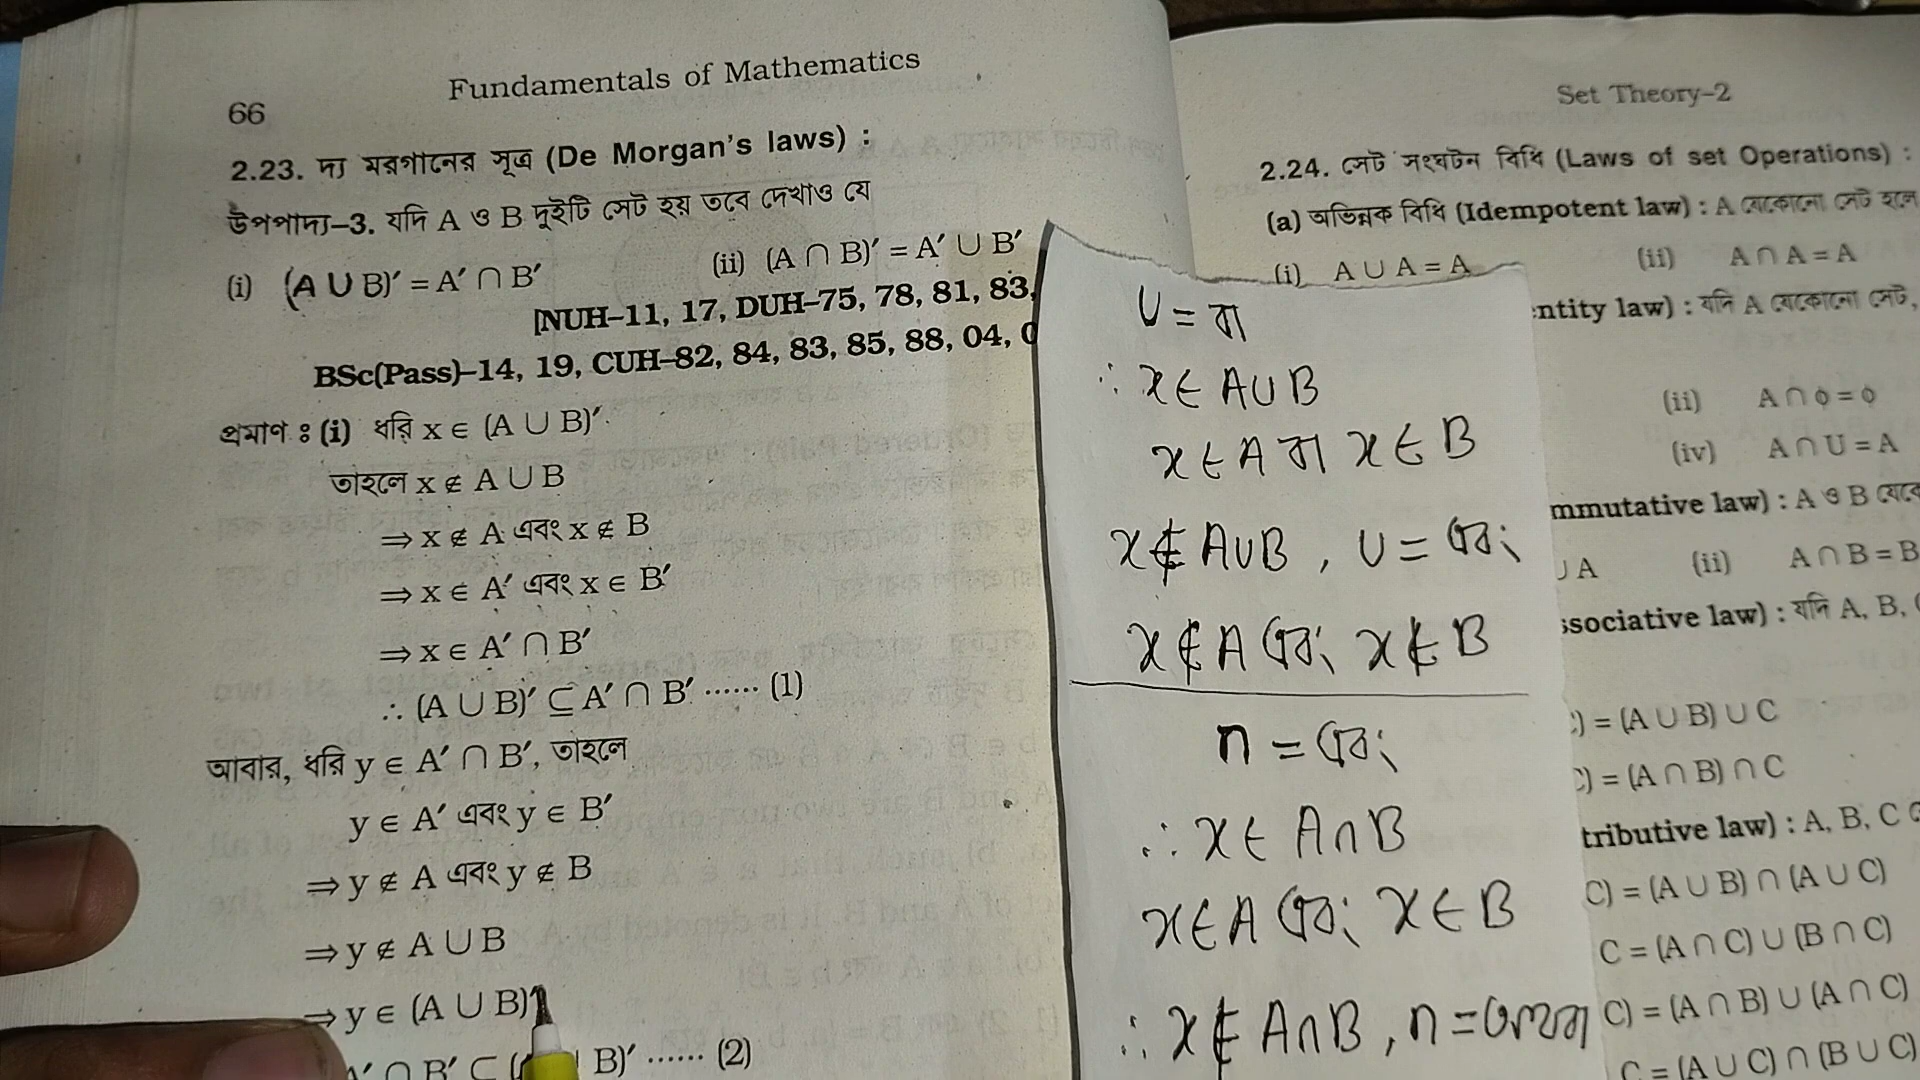 Fundamentals of Mathematics
66
2.23. দ্য মরগানের সূত্র (De Morgan's laws) :
উপপাদ্য–3. যদি A ও B দুইটি সেট হয় তবে দেখাও যে
(i) (A ∪ B)′ = A′ ∩ B′ (ii) (A ∩ B)′ = A′ ∪ B′
[NUH–11, 17, DUH–75, 78, 81, 83,
BSc(Pass)–14, 19, CUH–82, 84, 83, 85, 88, 04,
প্রমাণ ঃ (i) ধরি x ∈ (A ∪ B)′
তাহলে x ∉ A ∪ B
⇒ x ∉ A এবং x ∉ B
⇒ x ∈ A′ এবং x ∈ B′
⇒ x ∈ A′ ∩ B′
∴ (A ∪ B)′ ⊆ A′ ∩ B′ ...... (1)
আবার, ধরি y ∈ A′ ∩ B′, তাহলে
y ∈ A′ এবং y ∈ B′
⇒ y ∉ A এবং y ∉ B
⇒ y ∉ A ∪ B
⇒ y ∈ (A ∪ B)
A′ ∩ B′ ⊆ ( B)′ ...... (2)
U = বা
∴ x ∈ A∪B
x ∈ A বা x ∈ B
x ∉ A∪B , U = এবং
x ∉ A এবং x ∉ B
∩ = এবং
∴ x ∈ A∩B
x ∈ A এবং x ∈ B
∴ x ∉ A∩B , ∩ = অথবা
Set Theory–2
2.24. সেট সংঘটন বিধি (Laws of set Operations) :
(a) অভিন্নক বিধি (Idempotent law) : A যেকোনো সেট হলে
(i) A ∪ A = A (ii) A ∩ A = A
ntity law) : যদি A যেকোনো সেট,
(ii) A ∩ φ = φ
(iv) A ∩ U = A
mmutative law) : A ও B
∪ A (ii) A ∩ B = B
ssociative law) : যদি A, B,
) = (A ∪ B) ∪ C
) = (A ∩ B) ∩ C
tributive law) : A, B, C
C) = (A ∪ B) ∩ (A ∪ C)
C = (A ∩ C) ∪ (B ∩ C)
C) = (A ∩ B) ∪ (A ∩ C)
C = (A ∪ C) ∩ (B ∪ C)